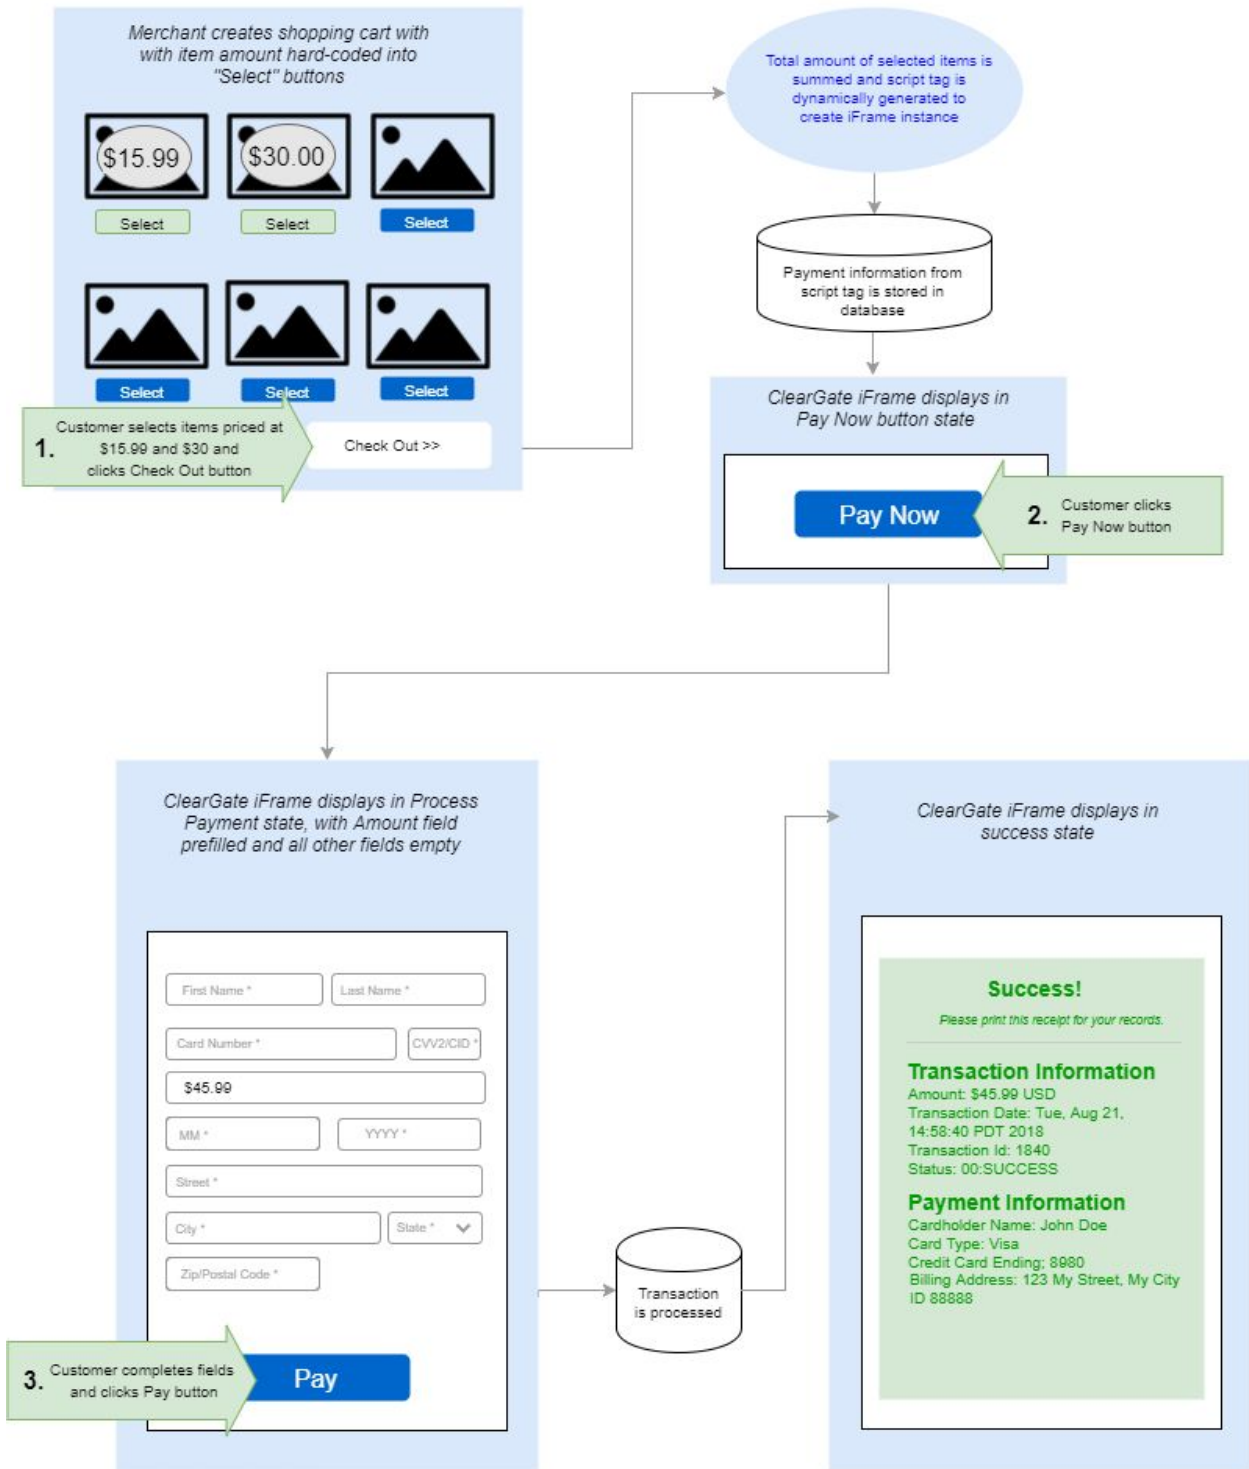 Merchant creates shopping cart with
with item amount hard-coded into
"Select" buttons
$15.99
$30.00
Select
Select
Select
Select
Select
Select
1.
Customer selects items priced at
$15.99 and $30 and
clicks Check Out button
Check Out >>
Total amount of selected items is
summed and script tag is
dynamically generated to
create iFrame instance
Payment information from
script tag is stored in
database
ClearGate iFrame displays in
Pay Now button state
Pay Now
2.
Customer clicks
Pay Now button
ClearGate iFrame displays in Process
Payment state, with Amount field
prefilled and all other fields empty
First Name *
Last Name *
Card Number *
CVV2/CID *
$45.99
MM *
YYYY *
Street *
City *
State *
Zip/Postal Code *
3.
Customer completes fields
and clicks Pay button
Pay
Transaction
is processed
ClearGate iFrame displays in
success state
Success!
Please print this receipt for your records.
Transaction Information
Amount: $45.99 USD
Transaction Date: Tue, Aug 21,
14:58:40 PDT 2018
Transaction Id: 1840
Status: 00:SUCCESS
Payment Information
Cardholder Name: John Doe
Card Type: Visa
Credit Card Ending; 8980
Billing Address: 123 My Street, My City
ID 88888